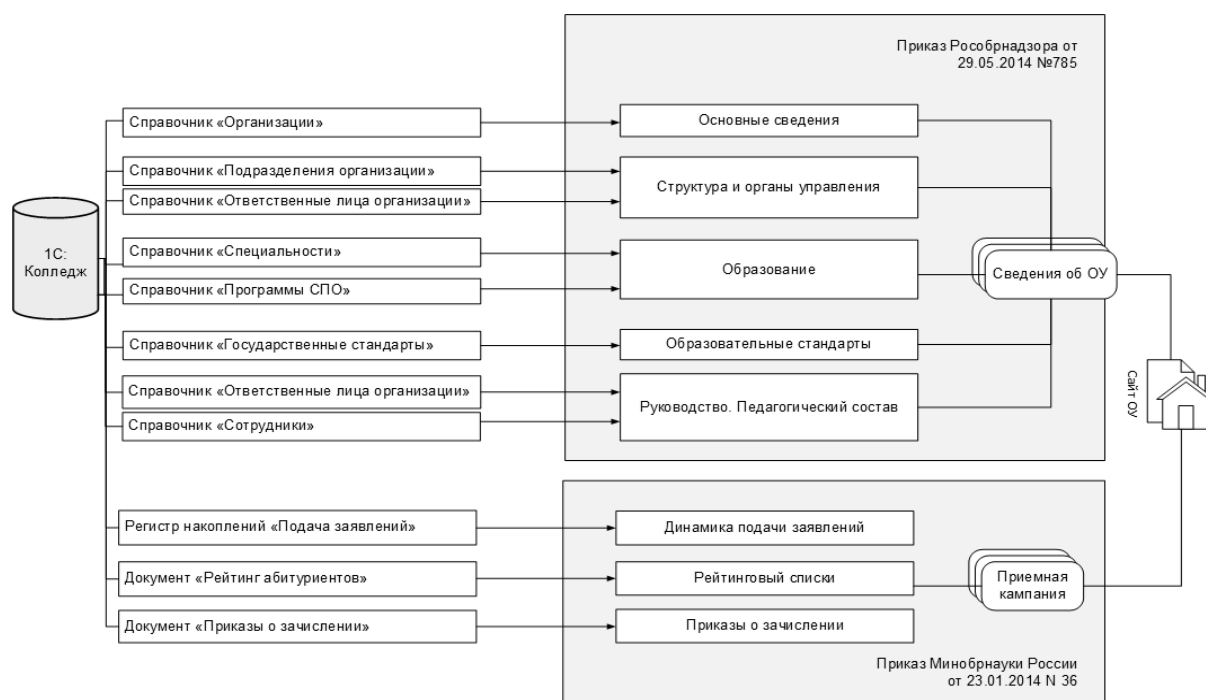 Приказ Рособрнадзора от
29.05.2014 №785
Справочник «Организации»
Основные сведения
Справочник «Подразделения организации»
Структура и органы управления
Справочник «Ответственные лица организации»
1С:
Колледж
Справочник «Специальности»
Образование
Сведения об ОУ
Справочник «Программы СПО»
Справочник «Государственные стандарты»
Образовательные стандарты
Справочник «Ответственные лица организации»
Руководство. Педагогический состав
Справочник «Сотрудники»
Сайт ОУ
Регистр накоплений «Подача заявлений»
Динамика подачи заявлений
Документ «Рейтинг абитуриентов»
Рейтинговый списки
Приемная
кампания
Документ «Приказы о зачислении»
Приказы о зачислении
Приказ Минобрнауки России
от 23.01.2014 N 36